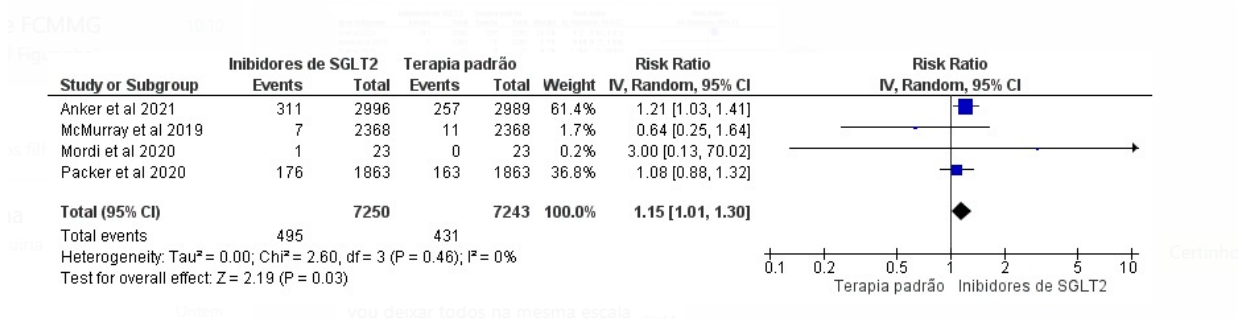 Inibidores de SGLT2 Terapia padrão Risk Ratio Risk Ratio
Study or Subgroup Events Total Events Total Weight IV, Random, 95% CI IV, Random, 95% CI
Anker et al 2021 311 2996 257 2989 61.4% 1.21 [1.03, 1.41]
McMurray et al 2019 7 2368 11 2368 1.7% 0.64 [0.25, 1.64]
Mordi et al 2020 1 23 0 23 0.2% 3.00 [0.13, 70.02]
Packer et al 2020 176 1863 163 1863 36.8% 1.08 [0.88, 1.32]
Total (95% CI) 7250 7243 100.0% 1.15 [1.01, 1.30]
Total events 495 431
Heterogeneity: Tau² = 0.00; Chi² = 2.60, df = 3 (P = 0.46); I² = 0%
Test for overall effect: Z = 2.19 (P = 0.03)
0.1 0.2 0.5 1 2 5 10
Terapia padrão Inibidores de SGLT2
vou deixar todos na mesma escala